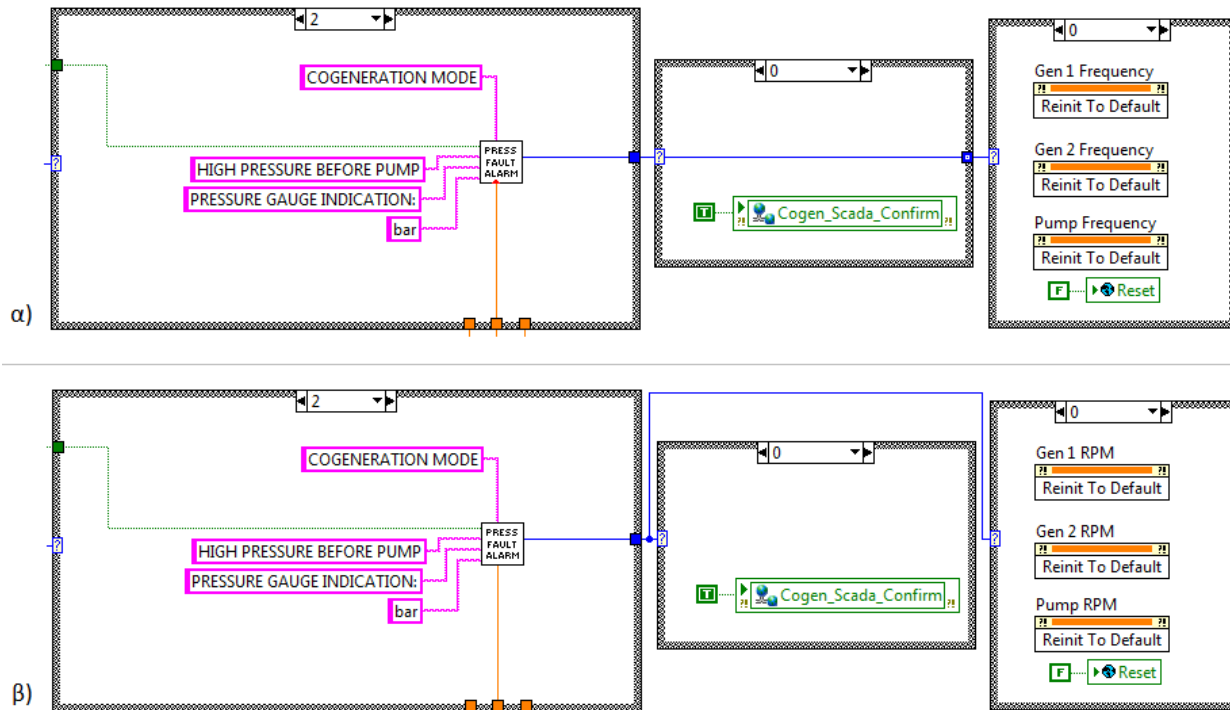 2
COGENERATION MODE
PRESS
FAULT
ALARM
HIGH PRESSURE BEFORE PUMP
PRESSURE GAUGE INDICATION:
bar
0
T
?!
Cogen_Scada_Confirm
?!
0
Gen 1 Frequency
?! ?!
Reinit To Default
Gen 2 Frequency
?! ?!
Reinit To Default
Pump Frequency
?! ?!
Reinit To Default
F
Reset
?
?
?
α)
2
COGENERATION MODE
PRESS
FAULT
ALARM
HIGH PRESSURE BEFORE PUMP
PRESSURE GAUGE INDICATION:
bar
0
T
?!
Cogen_Scada_Confirm
?!
0
Gen 1 RPM
?! ?!
Reinit To Default
Gen 2 RPM
?! ?!
Reinit To Default
Pump RPM
?! ?!
Reinit To Default
F
Reset
?
?
?
β)